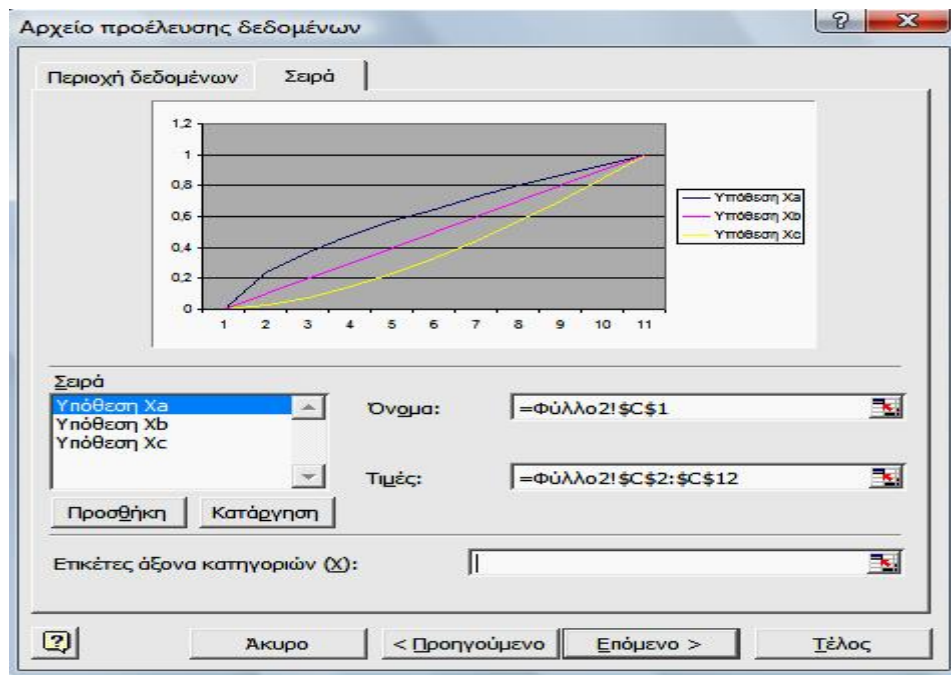 Αρχείο προέλευσης δεδομένων
Περιοχή δεδομένων
Σειρά
1,2
1
0,8
0,6
0,4
0,2
0
1 2 3 4 5 6 7 8 9 10 11
Υπόθεση Xa
Υπόθεση Xb
Υπόθεση Xc
Σειρά
Υπόθεση Xa
Υπόθεση Xb
Υπόθεση Xc
Όνομα:
=Φύλλο2!$C$1
Τιμές:
=Φύλλο2!$C$2:$C$12
Προσθήκη
Κατάργηση
Ετικέτες άξονα κατηγοριών (X):
Άκυρο
< Προηγούμενο
Επόμενο >
Τέλος